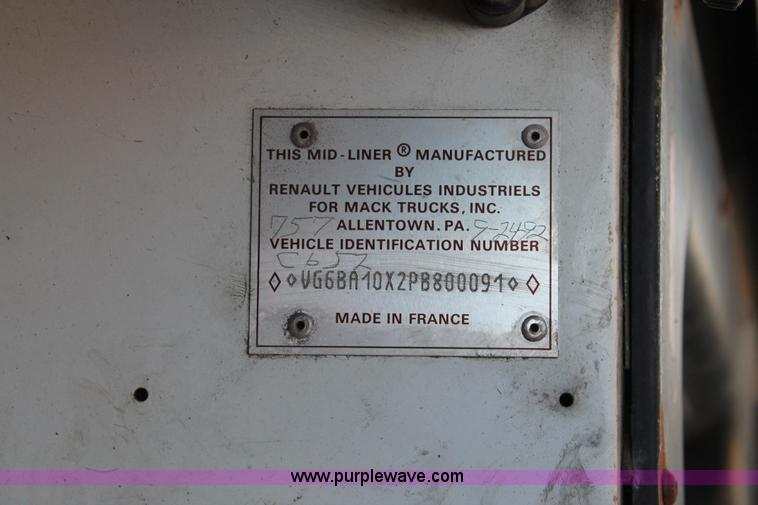 THIS MID-LINER ® MANUFACTURED
BY
RENAULT VEHICULES INDUSTRIELS
FOR MACK TRUCKS, INC.
757 ALLENTOWN. PA. 9-2492
VEHICLE IDENTIFICATION NUMBER
C652
VG6BA10X2PB800091
MADE IN FRANCE
www.purplewave.com